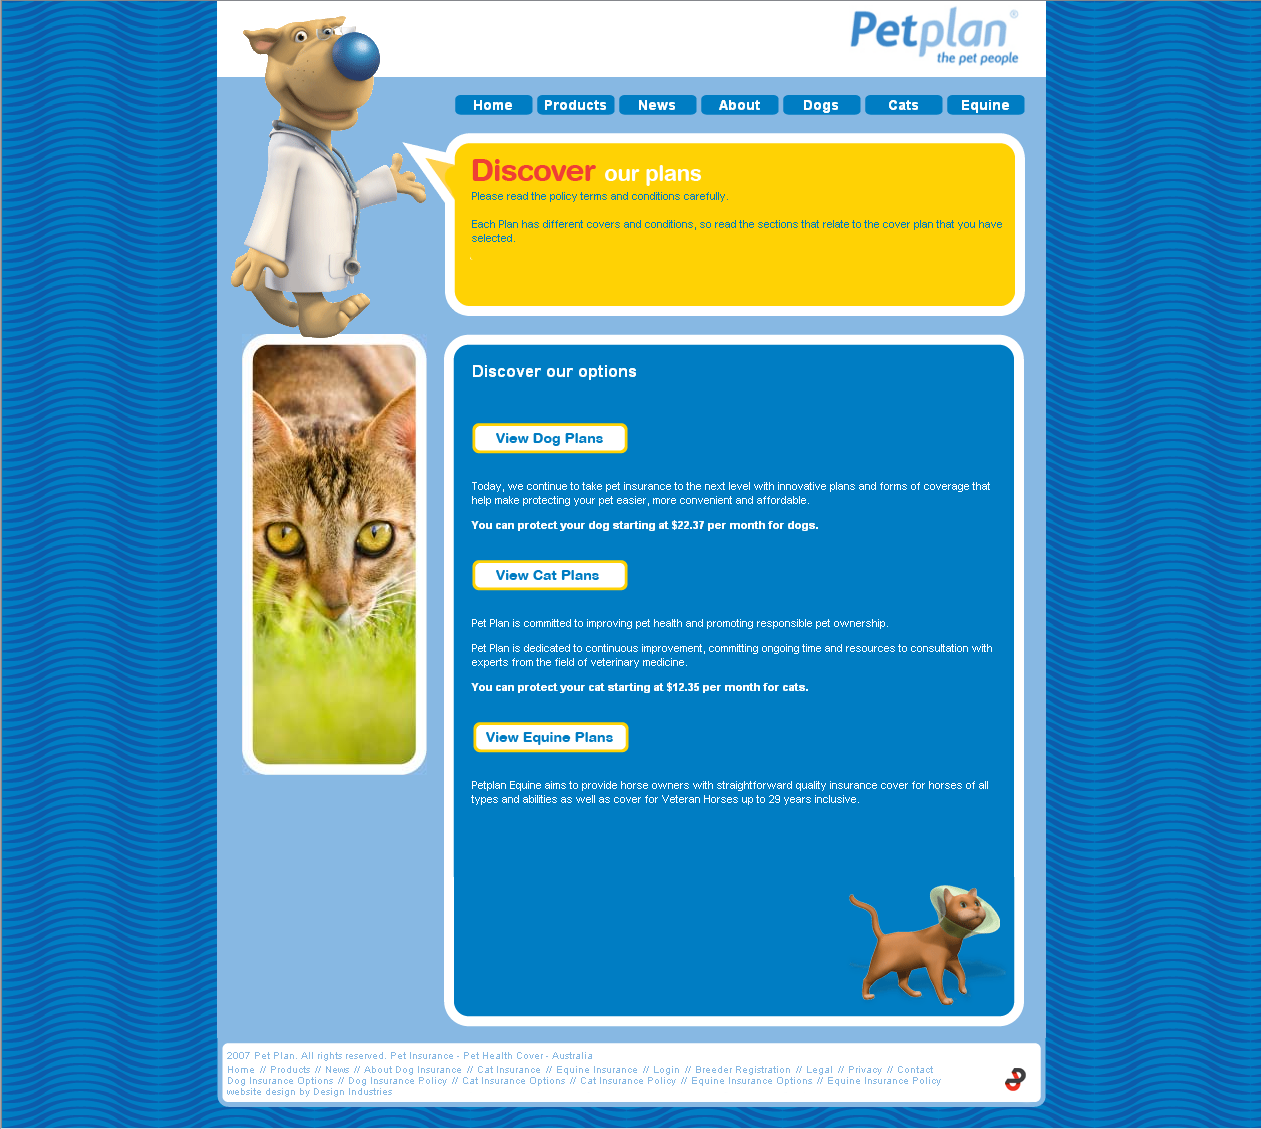 Petplan®
the pet people
Home Products News About Dogs Cats Equine
Discover our plans
Please read the policy terms and conditions carefully.
Each Plan has different covers and conditions, so read the sections that relate to the cover plan that you have
selected.
Discover our options
View Dog Plans
Today, we continue to take pet insurance to the next level with innovative plans and forms of coverage that
help make protecting your pet easier, more convenient and affordable.
You can protect your dog starting at $22.37 per month for dogs.
View Cat Plans
Pet Plan is committed to improving pet health and promoting responsible pet ownership.
Pet Plan is dedicated to continuous improvement, committing ongoing time and resources to consultation with
experts from the field of veterinary medicine.
You can protect your cat starting at $12.35 per month for cats.
View Equine Plans
Petplan Equine aims to provide horse owners with straightforward quality insurance cover for horses of all
types and abilities as well as cover for Veteran Horses up to 29 years inclusive.
2007 Pet Plan. All rights reserved. Pet Insurance - Pet Health Cover - Australia
Home // Products // News // About Dog Insurance // Cat Insurance // Equine Insurance // Login // Breeder Registration // Legal // Privacy // Contact
Dog Insurance Options // Dog Insurance Policy // Cat Insurance Options // Cat Insurance Policy // Equine Insurance Options // Equine Insurance Policy
website design by Design Industries